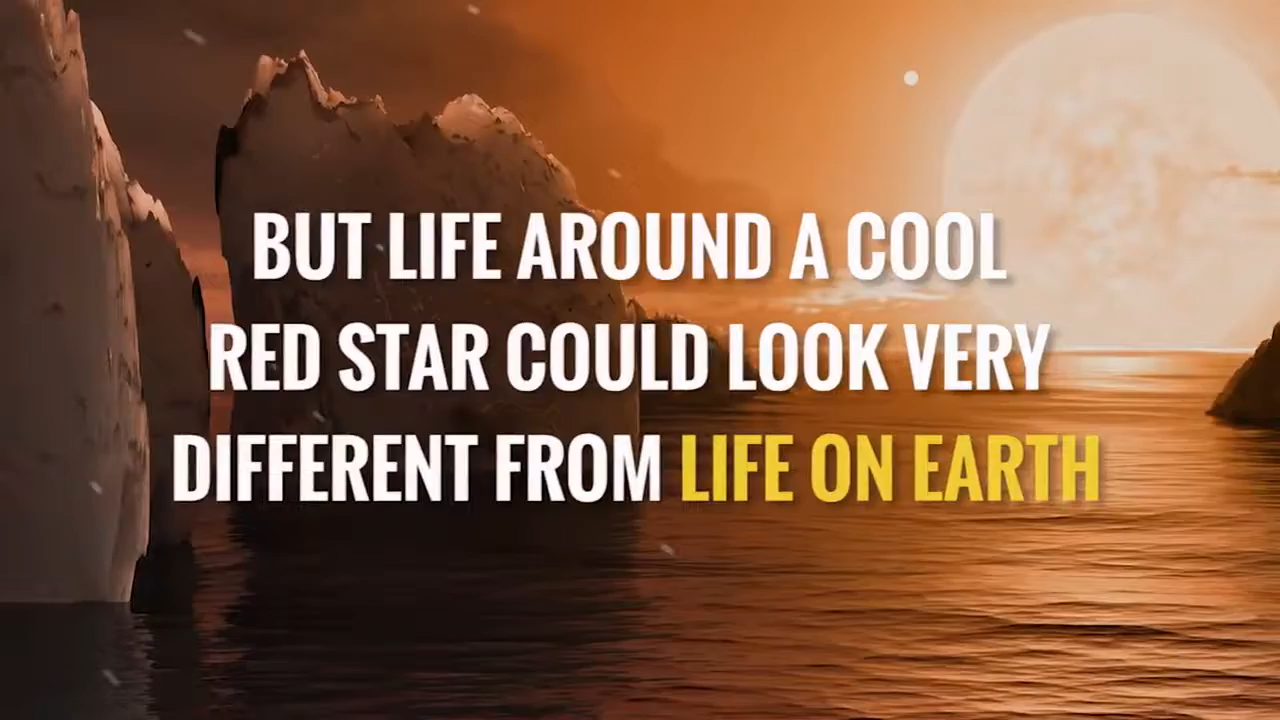 BUT LIFE AROUND A COOL
RED STAR COULD LOOK VERY
DIFFERENT FROM LIFE ON EARTH